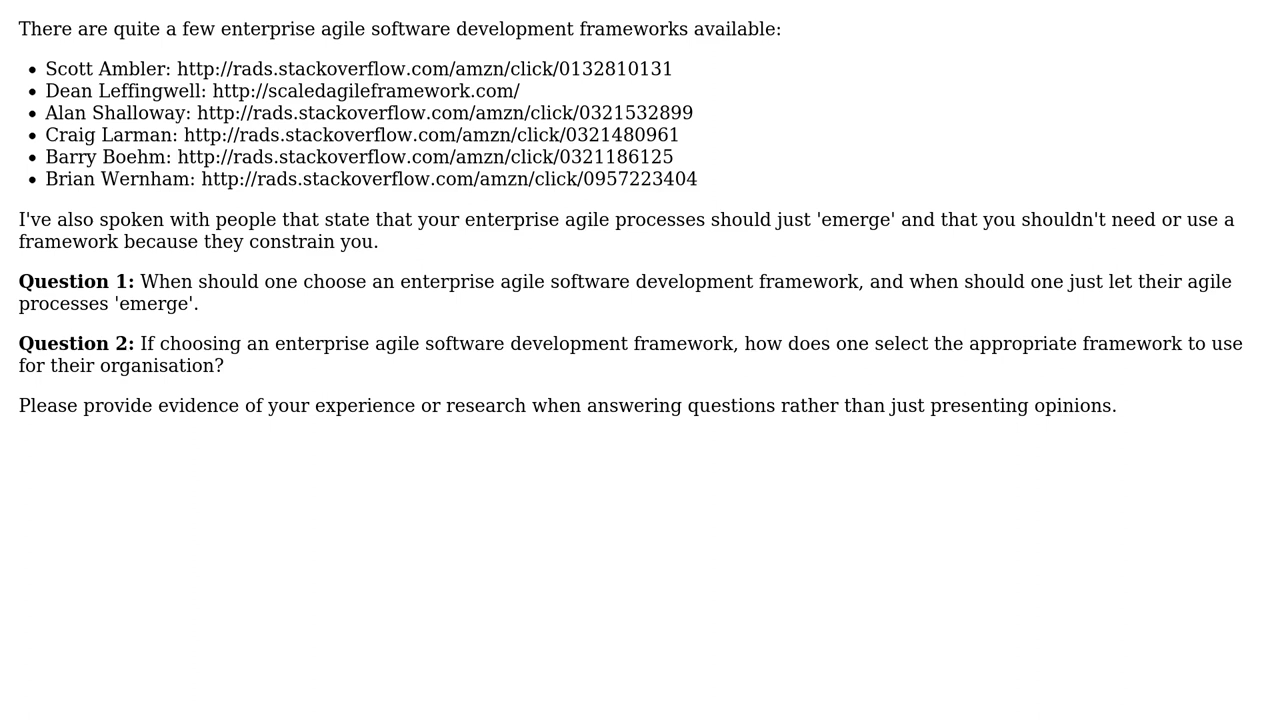 There are quite a few enterprise agile software development frameworks available:
• Scott Ambler: http://rads.stackoverflow.com/amzn/click/0132810131
• Dean Leffingwell: http://scaledagileframework.com/
• Alan Shalloway: http://rads.stackoverflow.com/amzn/click/0321532899
• Craig Larman: http://rads.stackoverflow.com/amzn/click/0321480961
• Barry Boehm: http://rads.stackoverflow.com/amzn/click/0321186125
• Brian Wernham: http://rads.stackoverflow.com/amzn/click/0957223404
I've also spoken with people that state that your enterprise agile processes should just 'emerge' and that you shouldn't need or use a
framework because they constrain you.
Question 1: When should one choose an enterprise agile software development framework, and when should one just let their agile
processes 'emerge'.
Question 2: If choosing an enterprise agile software development framework, how does one select the appropriate framework to use
for their organisation?
Please provide evidence of your experience or research when answering questions rather than just presenting opinions.